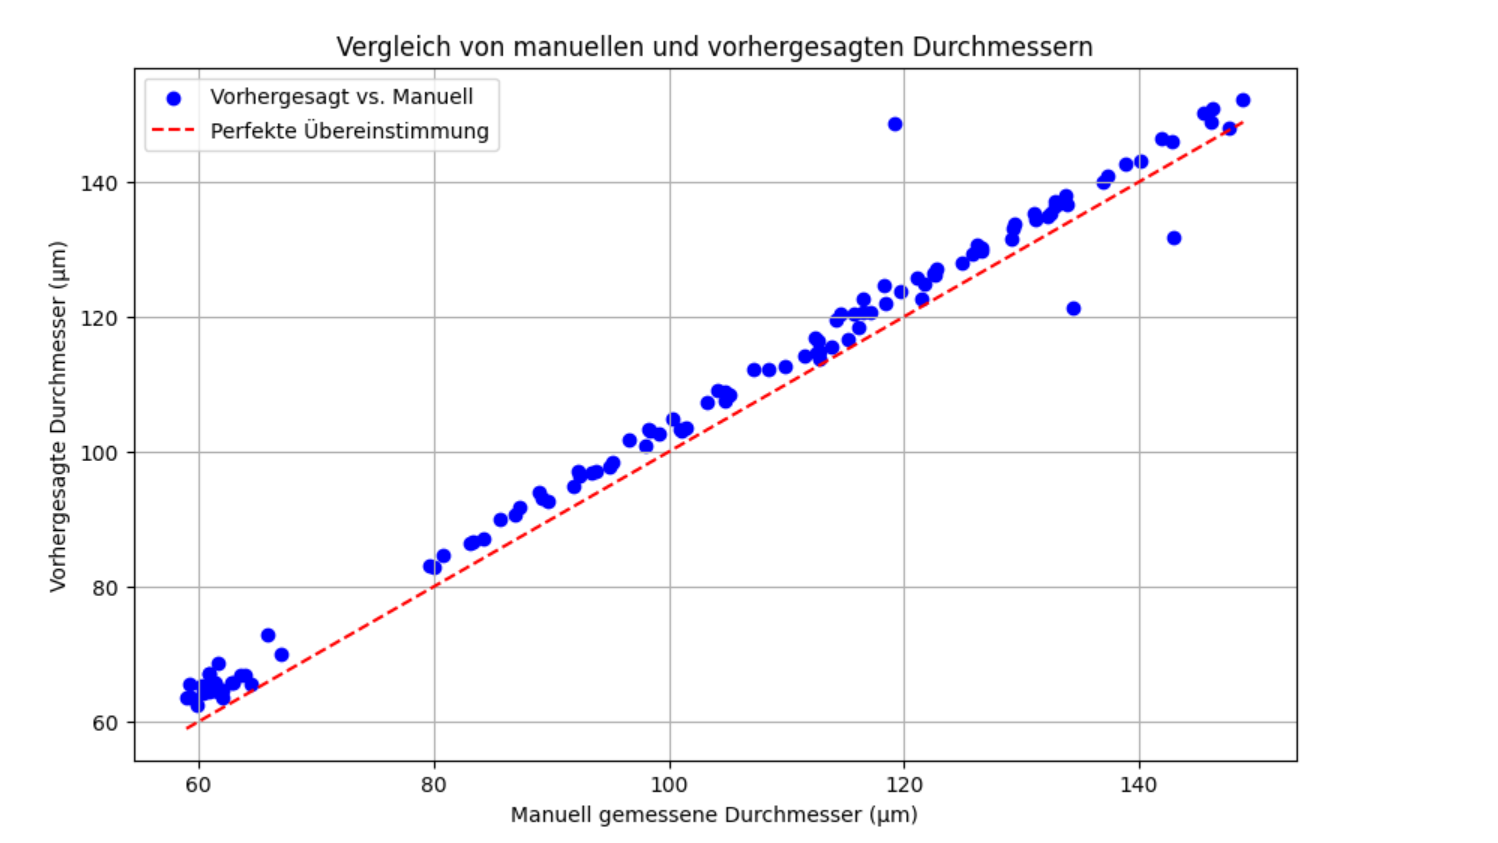 Vergleich von manuellen und vorhergesagten Durchmessern
Vorhergesagt vs. Manuell
Perfekte Übereinstimmung
Vorhergesagte Durchmesser (µm)
140
120
100
80
60
60 80 100 120 140
Manuell gemessene Durchmesser (µm)